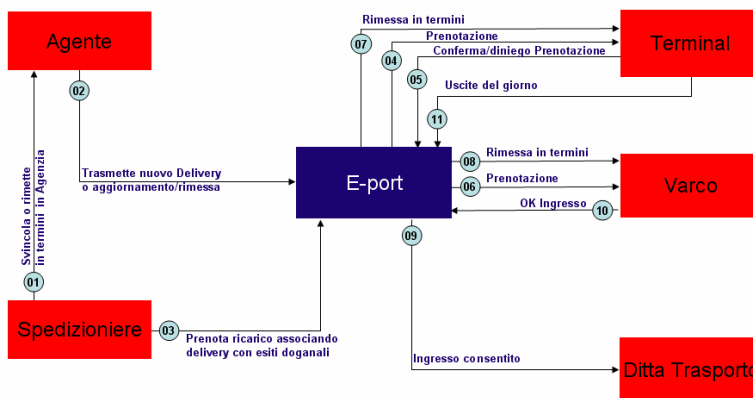 Rimessa in termini
07
Agente
Prenotazione
04
Terminal
Conferma/diniego Prenotazione
05
02
Uscite del giorno
11
Trasmette nuovo Delivery
o aggiornamento/rimessa
E-port
08
Rimessa in termini
06
Prenotazione
Varco
OK Ingresso
10
Svincola o rimette
in termini in Agenzia
09
01
Spedizioniere
03
Prenota ricarico associando
delivery con esiti doganali
Ingresso consentito
Ditta Trasporto